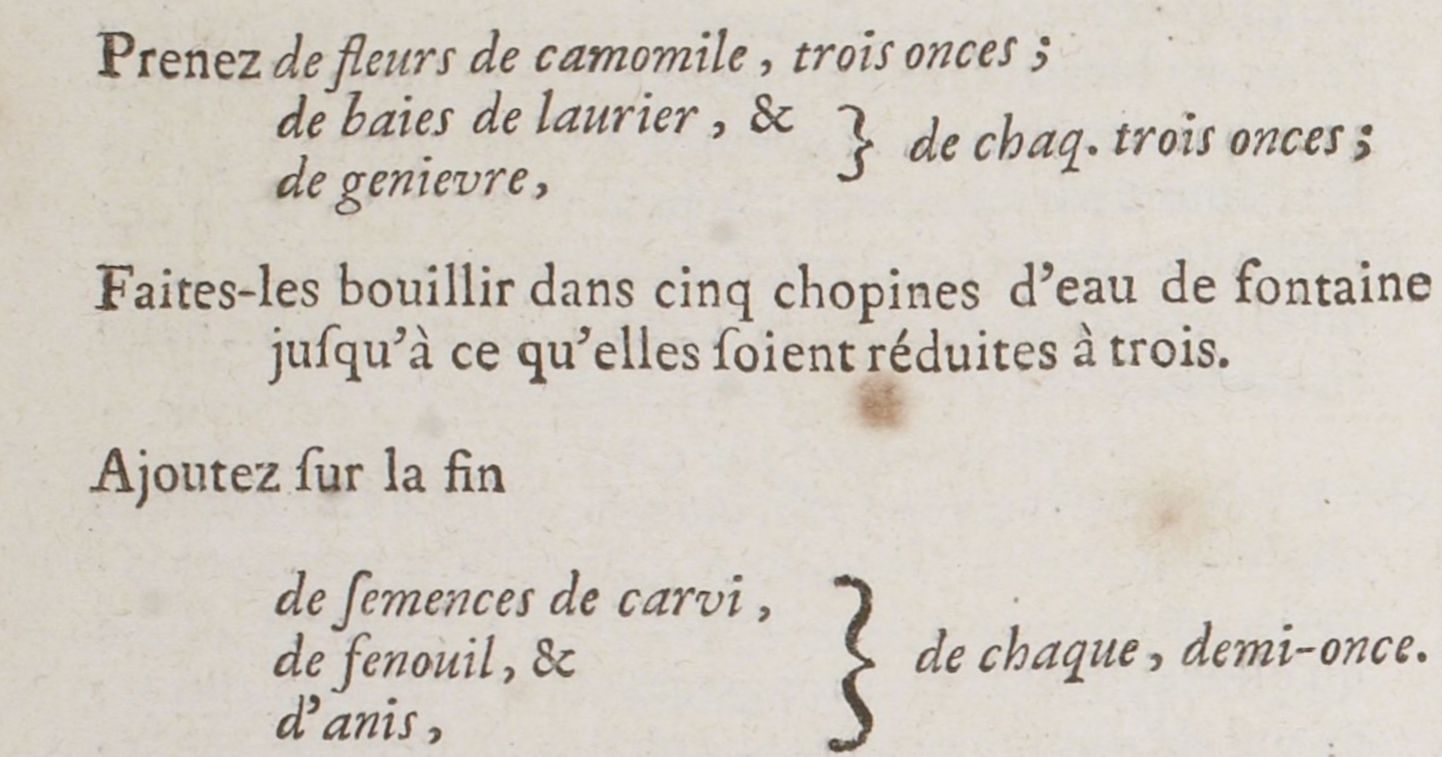 Prenez de fleurs de camomile, trois onces ;
de baies de laurier, & } de chaq. trois onces ;
de genievre,
Faites-les bouillir dans cinq chopines d'eau de fontaine
juſqu'à ce qu'elles ſoient réduites à trois.
Ajoutez ſur la fin
de ſemences de carvi,
de fenouil, & } de chaque, demi-once.
d'anis,